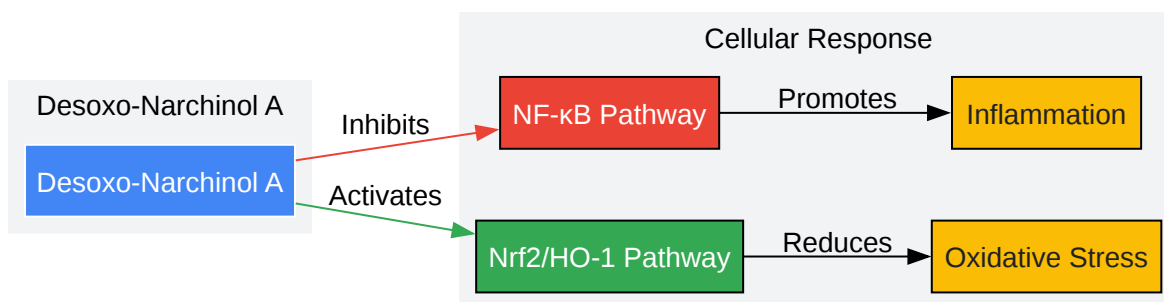 Cellular Response
Desoxo-Narchinol A
Desoxo-Narchinol A
Inhibits
Activates
NF-κB Pathway
Promotes
Inflammation
Nrf2/HO-1 Pathway
Reduces
Oxidative Stress